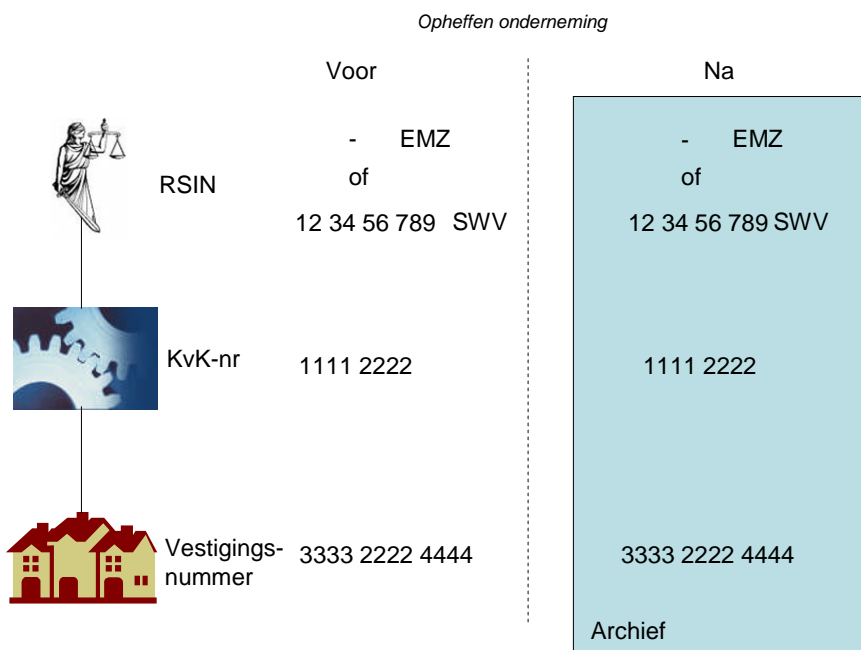 Opheffen onderneming
Voor Na
- EMZ - EMZ
RSIN of of
12 34 56 789 SWV 12 34 56 789 SWV
KvK-nr 1111 2222 1111 2222
Vestigings-
nummer 3333 2222 4444 3333 2222 4444
Archief